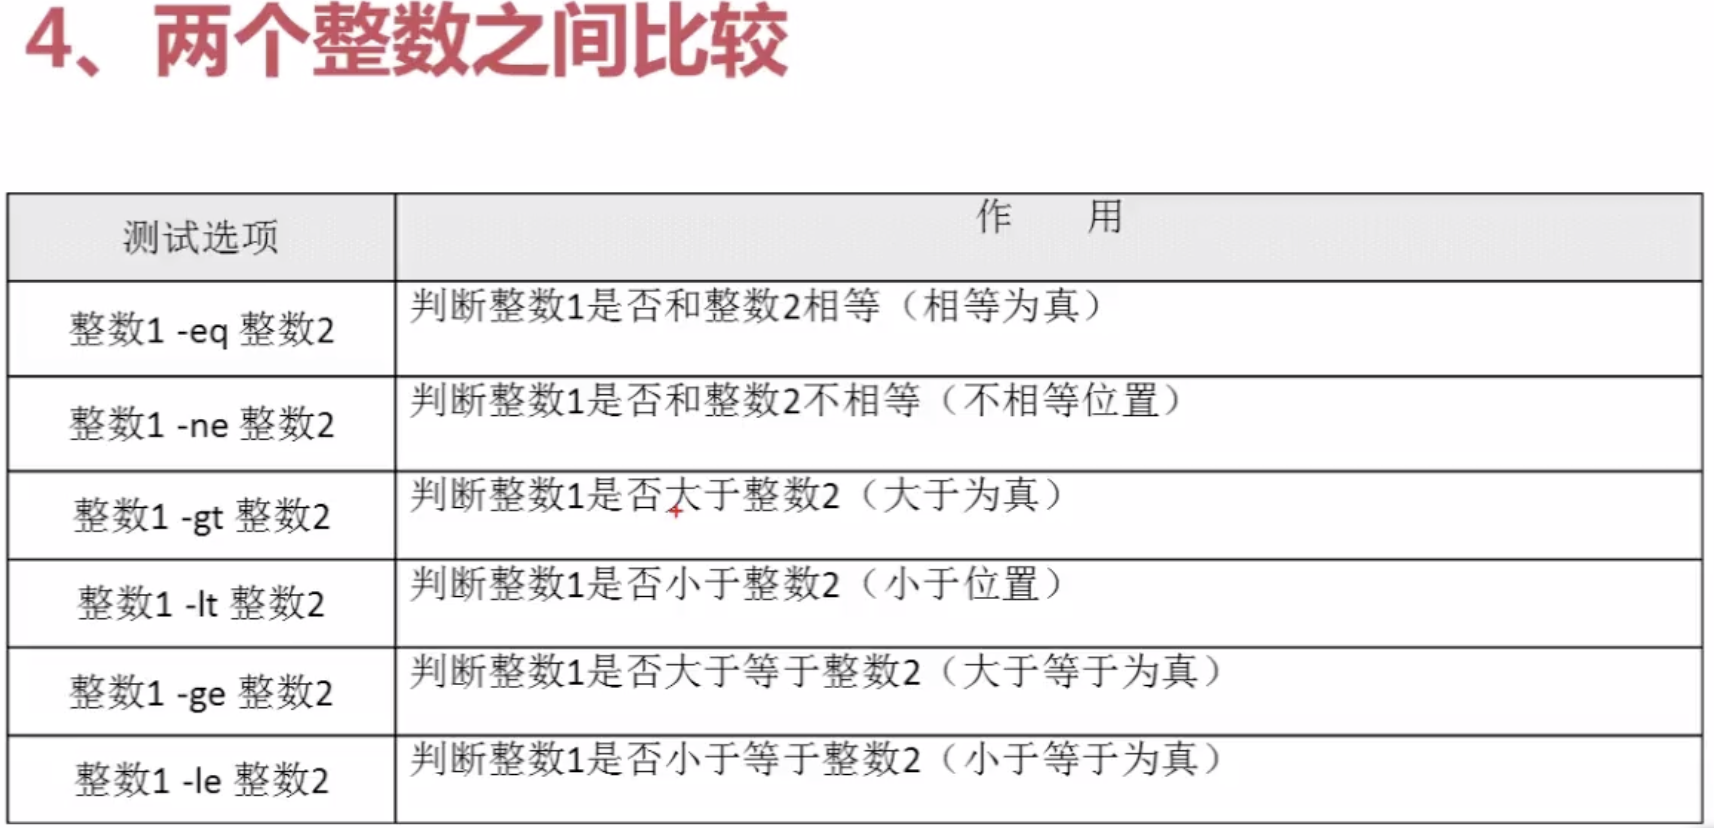 4、两个整数之间比较
测试选项 作 用
整数1 -eq 整数2 判断整数1是否和整数2相等（相等为真）
整数1 -ne 整数2 判断整数1是否和整数2不相等（不相等位置）
整数1 -gt 整数2 判断整数1是否大于整数2（大于为真）
整数1 -lt 整数2 判断整数1是否小于整数2（小于位置）
整数1 -ge 整数2 判断整数1是否大于等于整数2（大于等于为真）
整数1 -le 整数2 判断整数1是否小于等于整数2（小于等于为真）